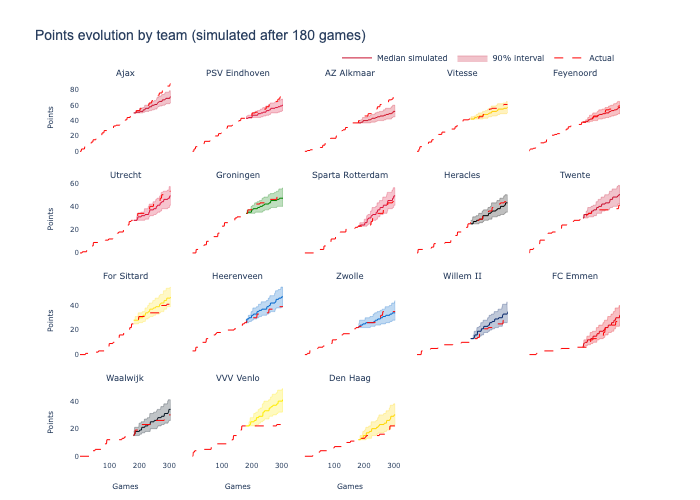 Points evolution by team (simulated after 180 games)
Median simulated 90% interval Actual
Ajax PSV Eindhoven AZ Alkmaar Vitesse Feyenoord
80
60
40
20
0
Points
Utrecht Groningen Sparta Rotterdam Heracles Twente
60
40
20
0
Points
For Sittard Heerenveen Zwolle Willem II FC Emmen
40
20
0
Points
Waalwijk VVV Venlo Den Haag
40
20
0
Points
100 200 300 100 200 300 100 200 300
Games Games Games